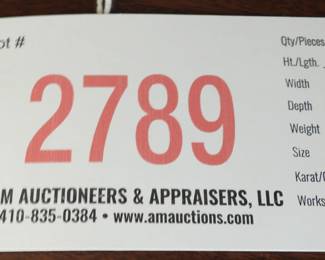 ot #
2789
M AUCTIONEERS & APPRAISERS, LLC
410-835-0384 • www.amauctions.com
Qty/Pieces
Ht./Lgth.
Width
Depth
Weight
Size
Karat/
Works